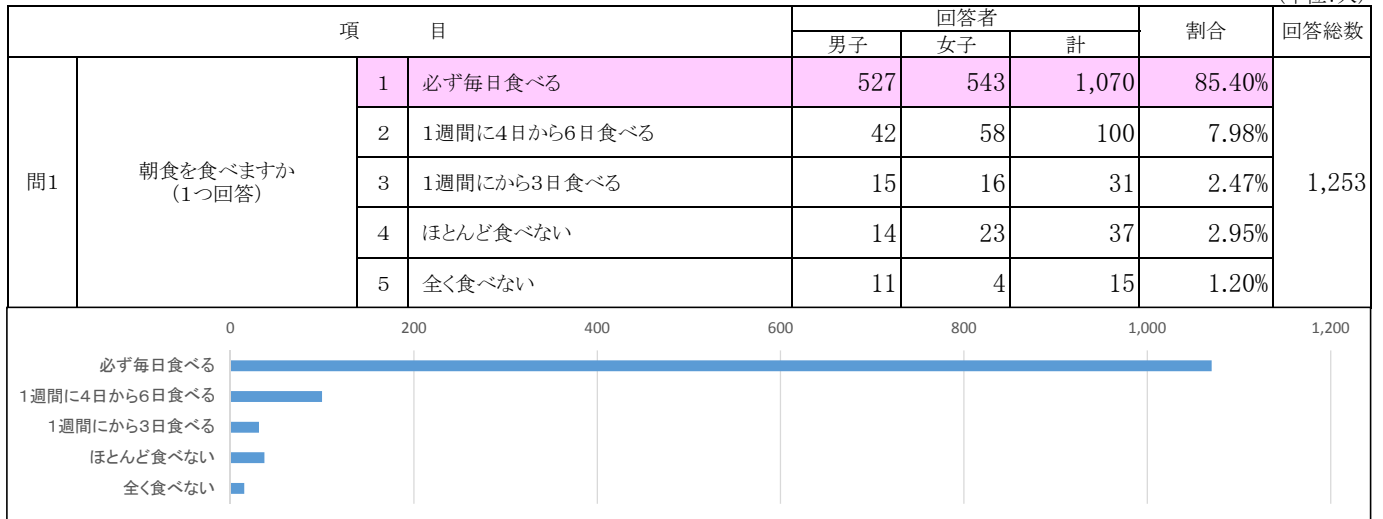 項 目 回答者 割合 回答総数
男子 女子 計
問1 朝食を食べますか
(1つ回答)
1 必ず毎日食べる 527 543 1,070 85.40%
2 1週間に4日から6日食べる 42 58 100 7.98%
3 1週間にから3日食べる 15 16 31 2.47% 1,253
4 ほとんど食べない 14 23 37 2.95%
5 全く食べない 11 4 15 1.20%
0 200 400 600 800 1,000 1,200
必ず毎日食べる
1週間に4日から6日食べる
1週間にから3日食べる
ほとんど食べない
全く食べない